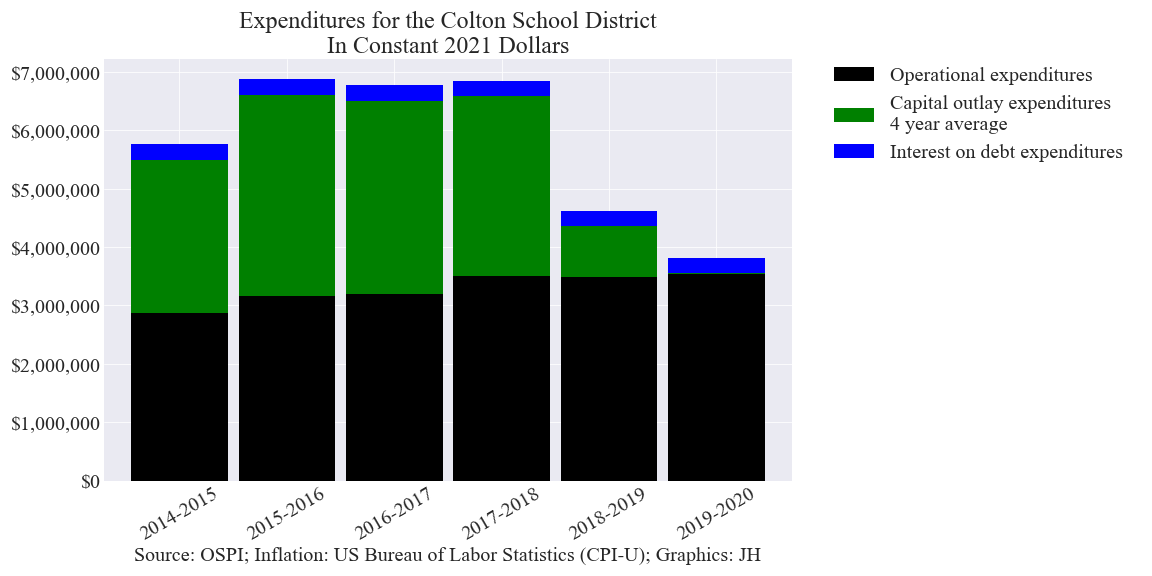 Expenditures for the Colton School District
In Constant 2021 Dollars
$7,000,000
$6,000,000
$5,000,000
$4,000,000
$3,000,000
$2,000,000
$1,000,000
$0
Operational expenditures
Capital outlay expenditures
4 year average
Interest on debt expenditures
2014-2015
2015-2016
2016-2017
2017-2018
2018-2019
2019-2020
Source: OSPI; Inflation: US Bureau of Labor Statistics (CPI-U); Graphics: JH